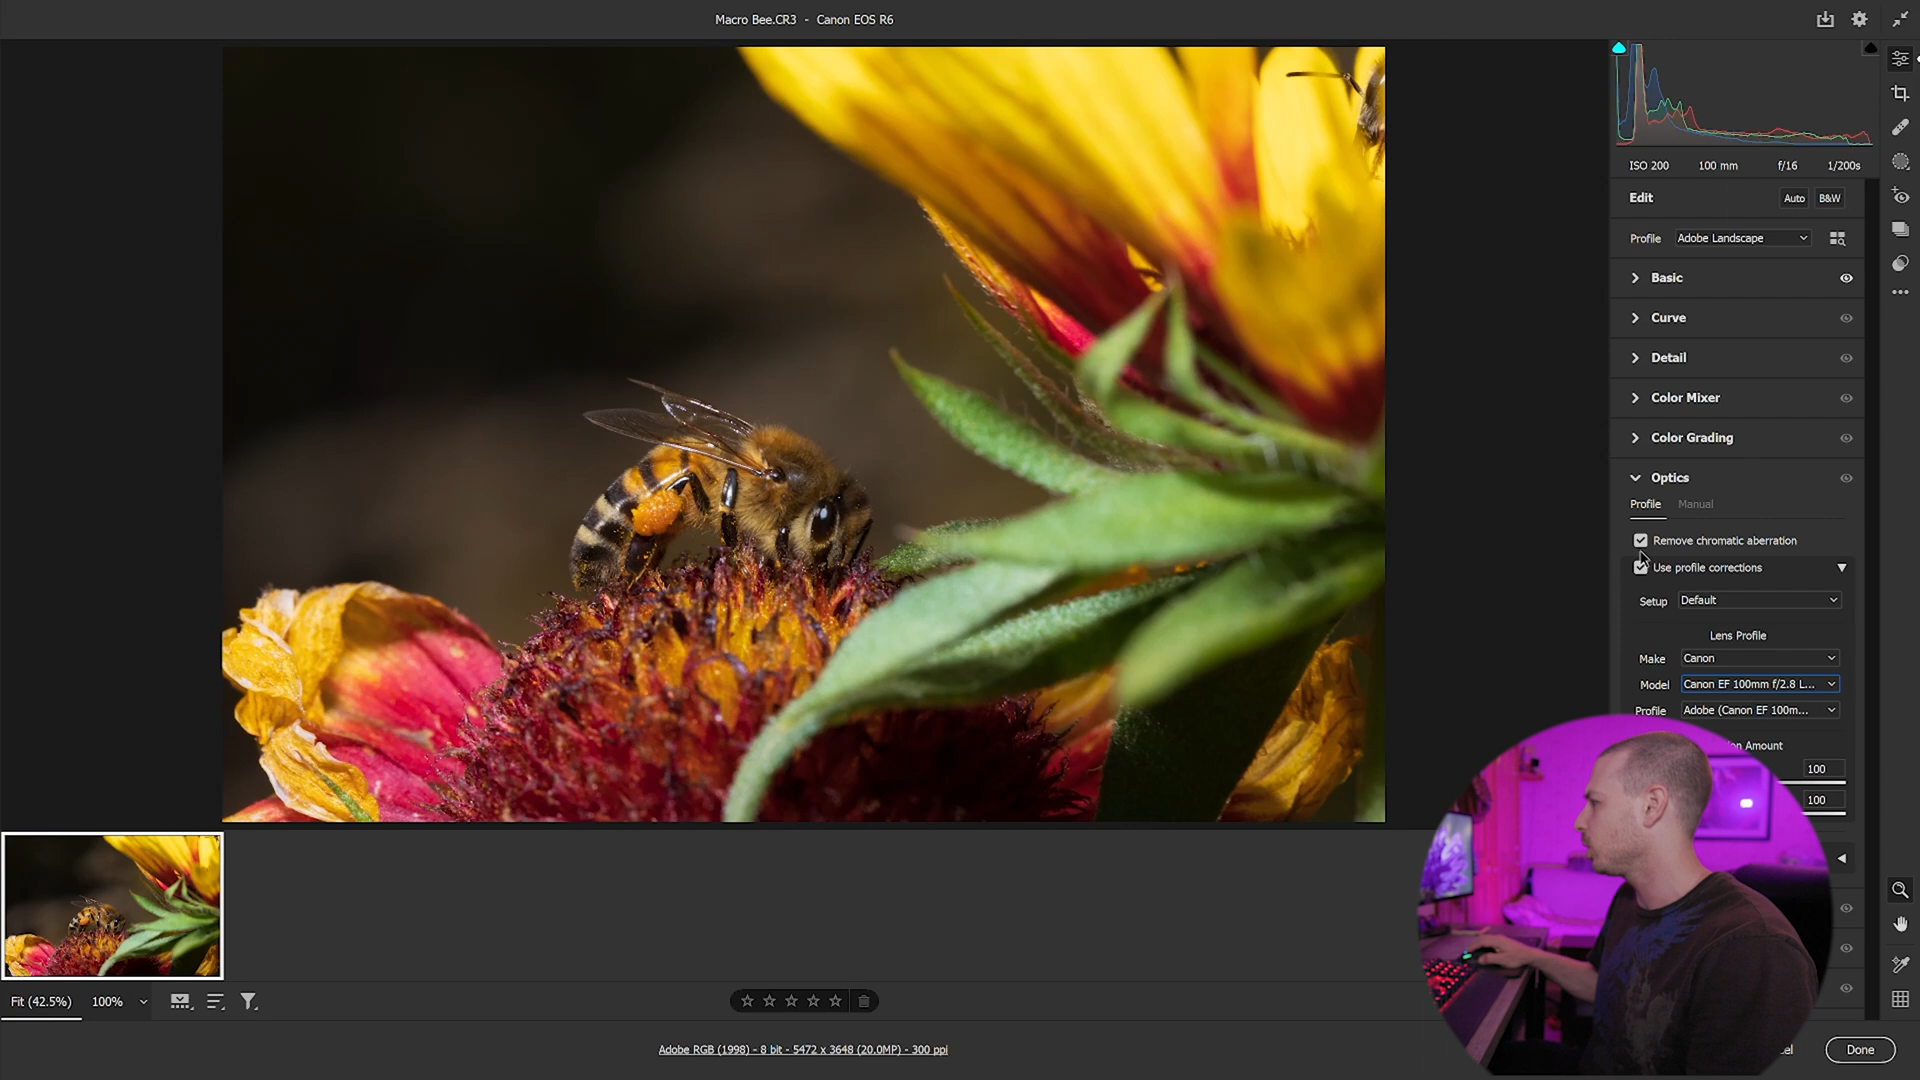 Macro Bee.CR3 - Canon EOS R6
ISO 200 100 mm f/16 1/200s
Edit Auto B&W
Profile Adobe Landscape
Basic
Curve
Detail
Color Mixer
Color Grading
Optics
Profile Manual
Remove chromatic aberration
Use profile corrections
Setup Default
Lens Profile
Make Canon
Model Canon EF 100mm f/2.8 L...
Profile Adobe (Canon EF 100m...
Amount
100
100
Fit (42.5%) 100%
Adobe RGB (1998) - 8 bit - 5472 x 3648 (20.0MP) - 300 ppi
Done